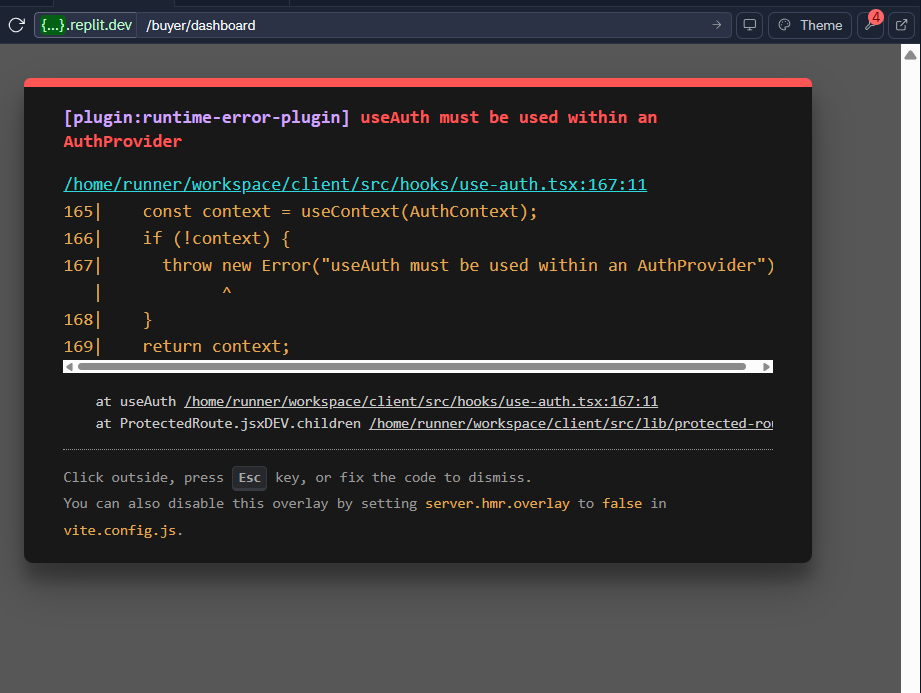 {...}.replit.dev /buyer/dashboard
Theme
4
[plugin:runtime-error-plugin] useAuth must be used within an
AuthProvider
/home/runner/workspace/client/src/hooks/use-auth.tsx:167:11
165|    const context = useContext(AuthContext);
166|    if (!context) {
167|      throw new Error("useAuth must be used within an AuthProvider")
   |            ^
168|    }
169|    return context;
at useAuth /home/runner/workspace/client/src/hooks/use-auth.tsx:167:11
at ProtectedRoute.jsxDEV.children /home/runner/workspace/client/src/lib/protected-rou
Click outside, press Esc key, or fix the code to dismiss.
You can also disable this overlay by setting server.hmr.overlay to false in
vite.config.js.